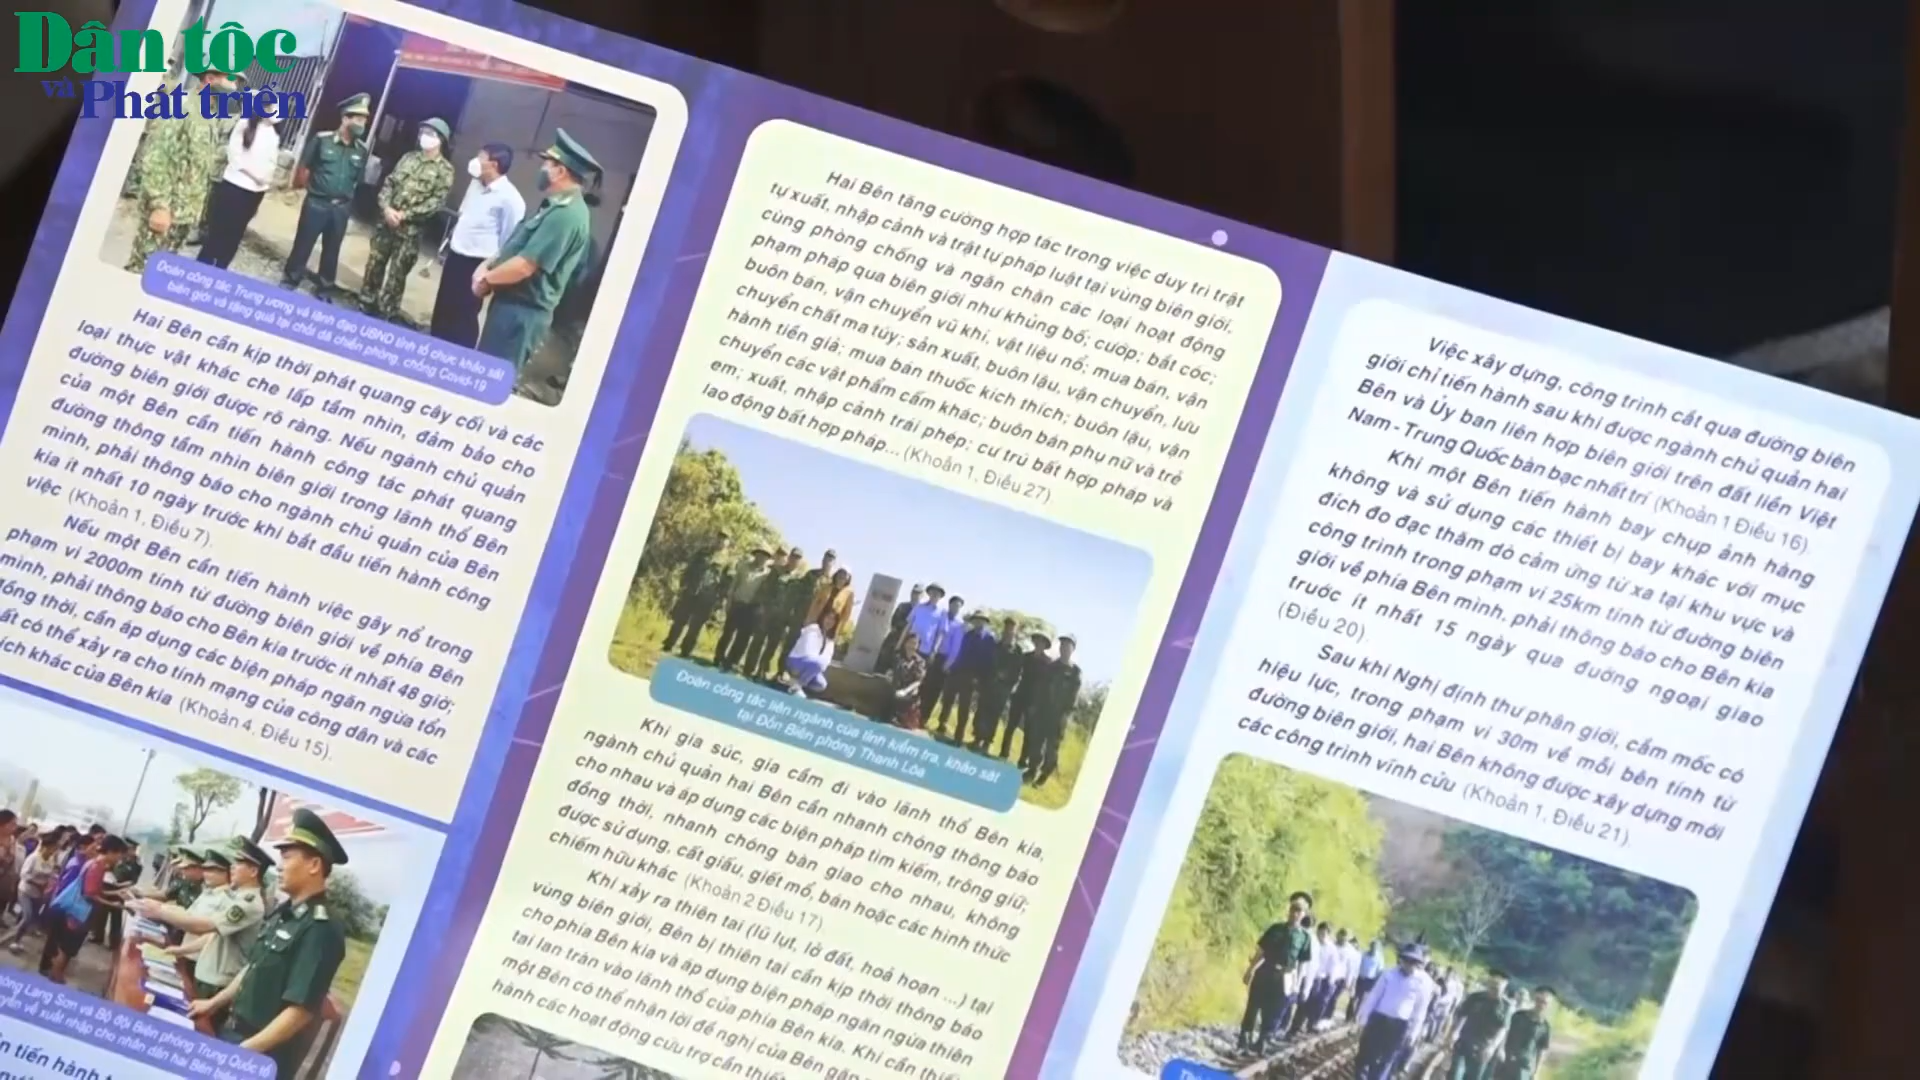 Dân tộc
và Phát triển
Đoàn công tác Trung ương và lãnh đạo UBND tỉnh tổ chức khảo sát
biên giới và tặng quà tại chốt dã chiến phòng, chống Covid-19
Hai Bên cần kịp thời phát quang cây cối và các
loại thực vật khác che lấp tầm nhìn, đảm bảo cho
đường biên giới được rõ ràng. Nếu ngành chủ quản
của một Bên cần tiến hành công tác phát quang
đường thông tầm nhìn biên giới trong lãnh thổ Bên
mình, phải thông báo cho ngành chủ quản của Bên
kia ít nhất 10 ngày trước khi bắt đầu tiến hành công
việc (Khoản 1, Điều 7).
Nếu một Bên cần tiến hành việc gây nổ trong
phạm vi 2000m tính từ đường biên giới về phía Bên
mình, phải thông báo cho Bên kia trước ít nhất 48 giờ;
đồng thời, cần áp dụng các biện pháp ngăn ngừa tổn
có thể xảy ra cho tính mạng của công dân và các
khác của Bên kia (Khoản 4, Điều 15).
Lạng Sơn và Bộ đội Biên phòng Trung Quốc
về xuất nhập cho nhân dân hai Bên
tiến hành
Hai Bên tăng cường hợp tác trong việc duy trì trật
tự xuất, nhập cảnh và trật tự pháp luật tại vùng biên giới,
cùng phòng chống và ngăn chặn các loại hoạt động
phạm pháp qua biên giới như khủng bố; cướp; bắt cóc;
buôn bán, vận chuyển vũ khí, vật liệu nổ; mua bán, vận
chuyển chất ma túy; sản xuất, buôn lậu, vận chuyển, lưu
hành tiền giả; mua bán thuốc kích thích; buôn lậu, vận
chuyển các vật phẩm cấm khác; buôn bán phụ nữ và trẻ
em; xuất, nhập cảnh trái phép; cư trú bất hợp pháp và
lao động bất hợp pháp... (Khoản 1, Điều 27)
Đoàn công tác liên ngành của tỉnh kiểm tra, khảo sát
tại Đồn Biên phòng Thanh Lòa
Khi gia súc, gia cầm đi vào lãnh thổ Bên kia,
ngành chủ quản hai Bên cần nhanh chóng thông báo
cho nhau và áp dụng các biện pháp tìm kiếm, trông giữ;
đồng thời, nhanh chóng bàn giao cho nhau, không
được sử dụng, cất giấu, giết mổ, bán hoặc các hình thức
chiếm hữu khác (Khoản 2 Điều 17).
Khi xảy ra thiên tai (lũ lụt, lở đất, hoả hoạn ...) tại
vùng biên giới, Bên bị thiên tai cần kịp thời thông báo
cho phía Bên kia và áp dụng biện pháp ngăn ngừa thiên
tai lan tràn vào lãnh thổ của phía Bên kia. Khi cần thiết
một Bên có thể nhận lời đề nghị của Bên
hành các hoạt động cứu trợ cần thiết
Việc xây dựng, công trình cắt qua đường biên
giới chỉ tiến hành sau khi được ngành chủ quản hai
Bên và Ủy ban liên hợp biên giới trên đất liền Việt
Nam - Trung Quốc bàn bạc nhất trí (Khoản 1 Điều 16).
Khi một Bên tiến hành bay chụp ảnh hàng
không và sử dụng các thiết bị bay khác với mục
đích đo đạc thăm dò cảm ứng từ xa tại khu vực và
công trình trong phạm vi 25km tính từ đường biên
giới về phía Bên mình, phải thông báo cho Bên kia
trước ít nhất 15 ngày qua đường ngoại giao
(Điều 20).
Sau khi Nghị định thư phân giới, cắm mốc có
hiệu lực, trong phạm vi 30m về mỗi bên tính từ
đường biên giới, hai Bên không được xây dựng mới
các công trình vĩnh cửu (Khoản 1, Điều 21).